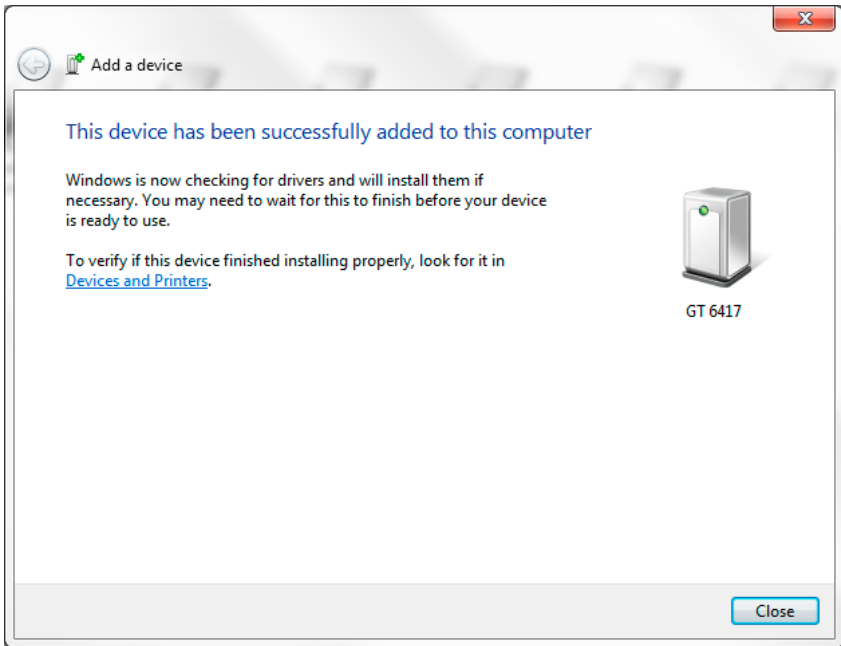 Add a device
This device has been successfully added to this computer
Windows is now checking for drivers and will install them if
necessary. You may need to wait for this to finish before your device
is ready to use.
To verify if this device finished installing properly, look for it in
Devices and Printers.
GT 6417
Close